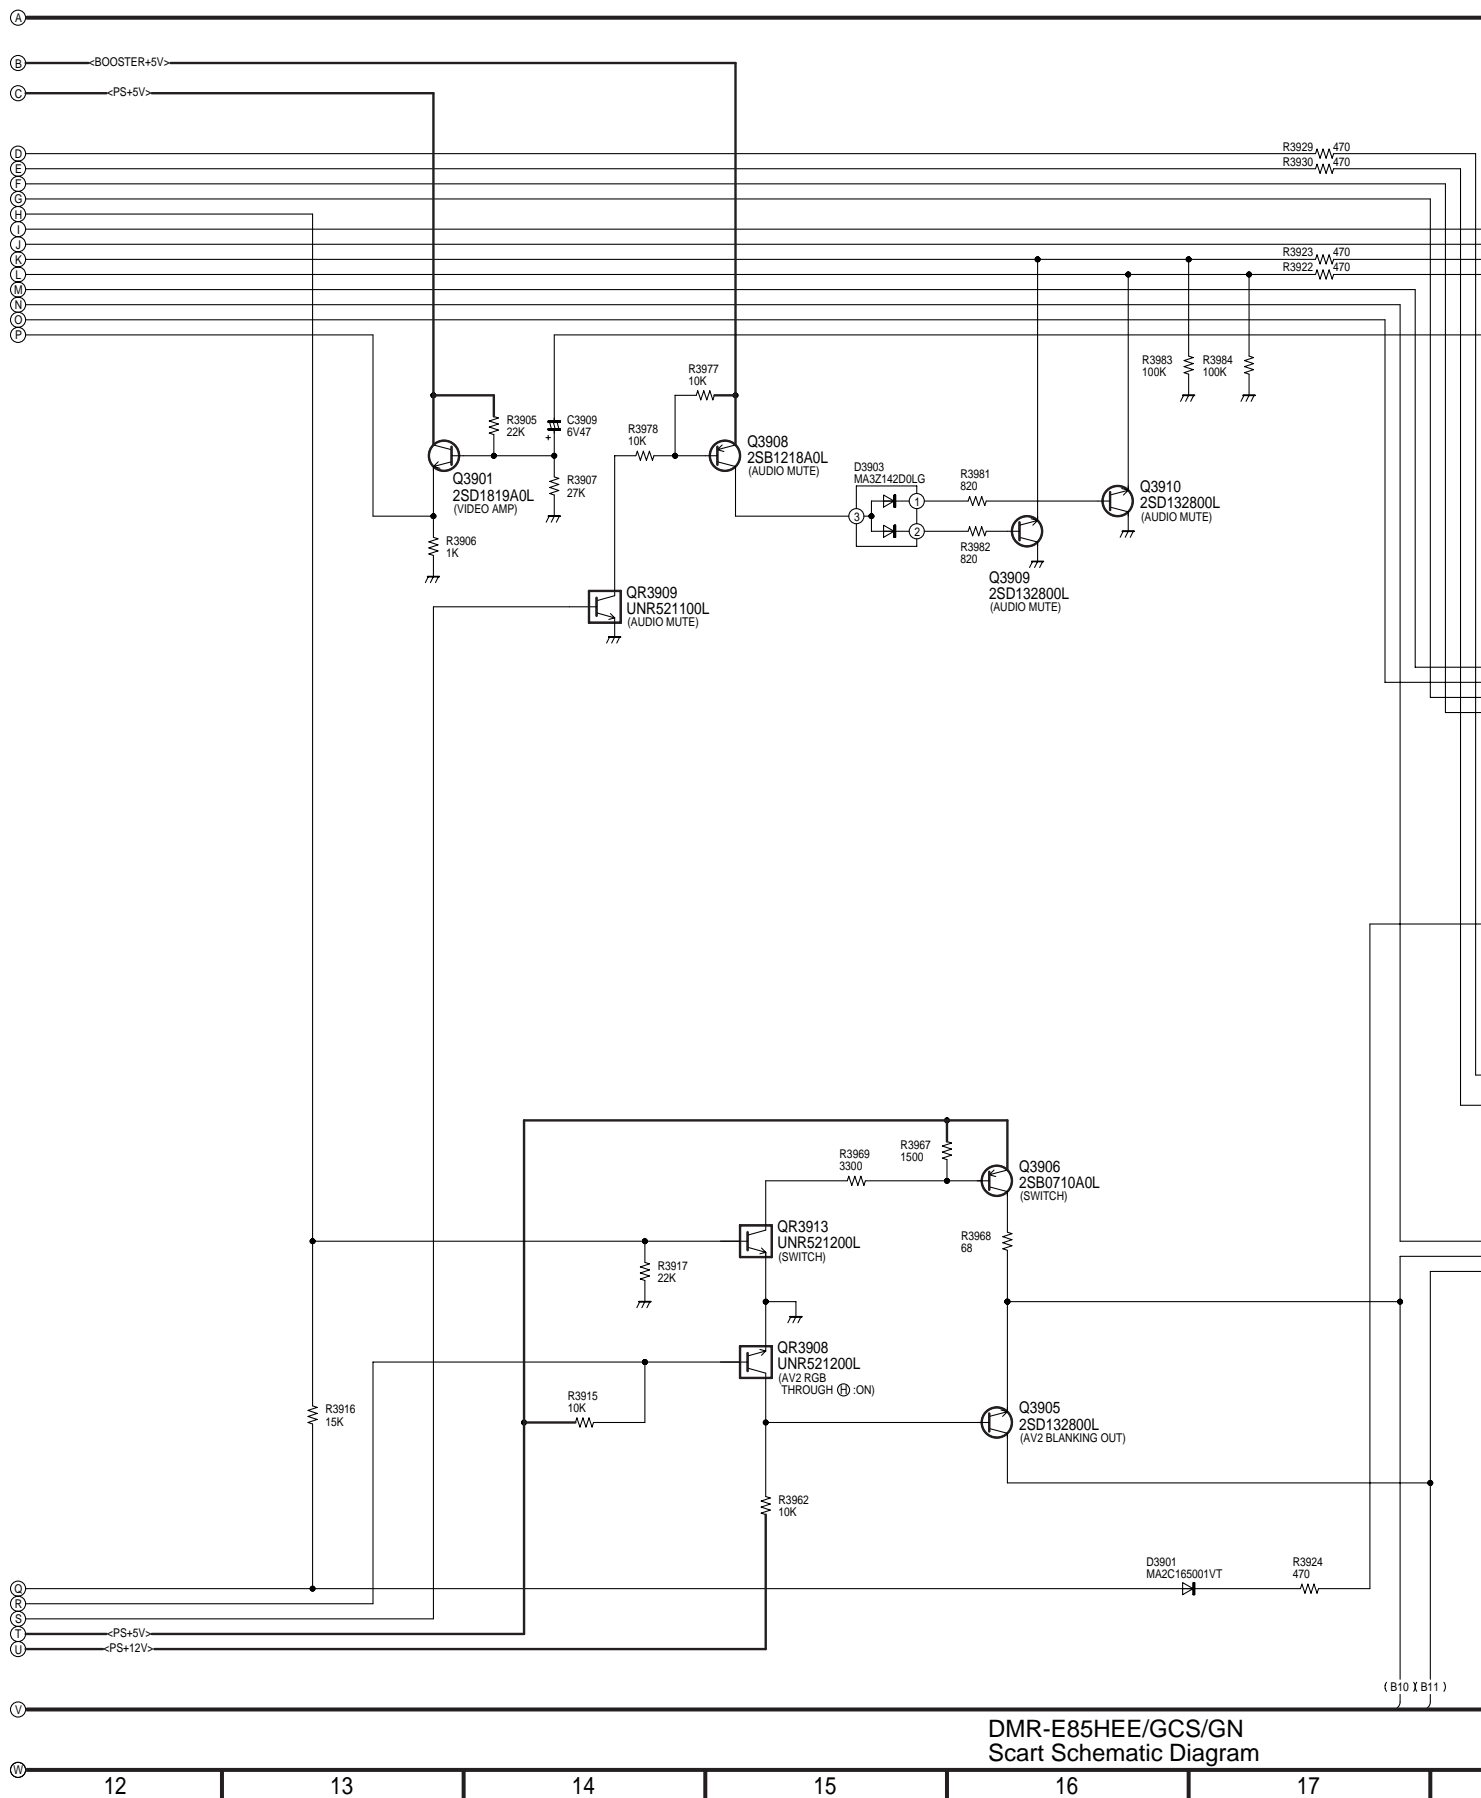 A
B
<BOOSTER+5V>
C
<PS+5V>
D
R3929 470
E
R3930 470
F
G
H
I
J
K
R3923 470
L
R3922 470
M
N
O
P
R3983
100K
R3984
100K
R3977
10K
R3905
22K
C3909
6V47
+
R3978
10K
Q3908
2SB1218A0L
(AUDIO MUTE)
Q3901
2SD1819A0L
(VIDEO AMP)
R3907
27K
D3903
MA3Z142D0LG
1
2
3
R3981
820
R3982
820
Q3910
2SD132800L
(AUDIO MUTE)
R3906
1K
Q3909
2SD132800L
(AUDIO MUTE)
QR3909
UNR521100L
(AUDIO MUTE)
R3969
3300
R3967
1500
Q3906
2SB0710A0L
(SWITCH)
QR3913
UNR521200L
(SWITCH)
R3968
68
R3917
22K
QR3908
UNR521200L
(AV2 RGB
THROUGH H :ON)
R3915
10K
R3916
15K
Q3905
2SD132800L
(AV2 BLANKING OUT)
R3962
10K
D3901
MA2C165001VT
R3924
470
Q
R
S
T
<PS+5V>
U
<PS+12V>
( B10 )( B11 )
V
DMR-E85HEE/GCS/GN
Scart Schematic Diagram
W
12 13 14 15 16 17